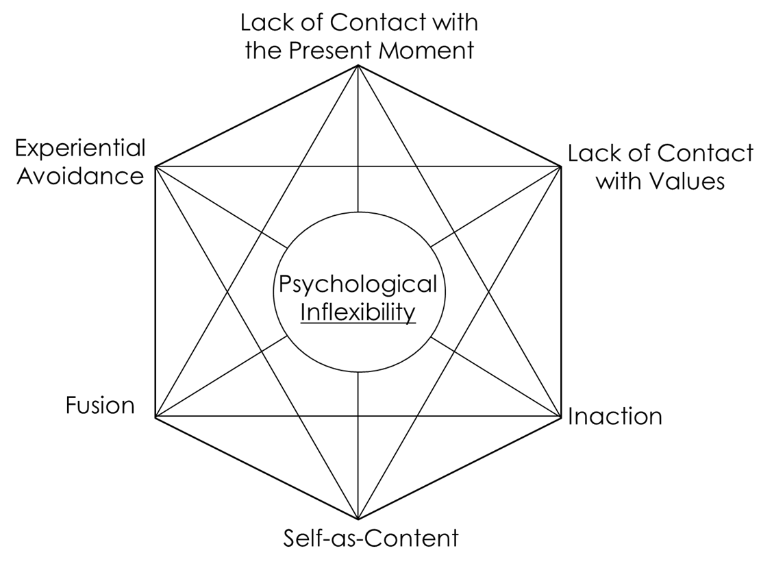 Lack of Contact with
the Present Moment
Experiential
Avoidance
Lack of Contact
with Values
Psychological
Inflexibility
Fusion
Inaction
Self-as-Content